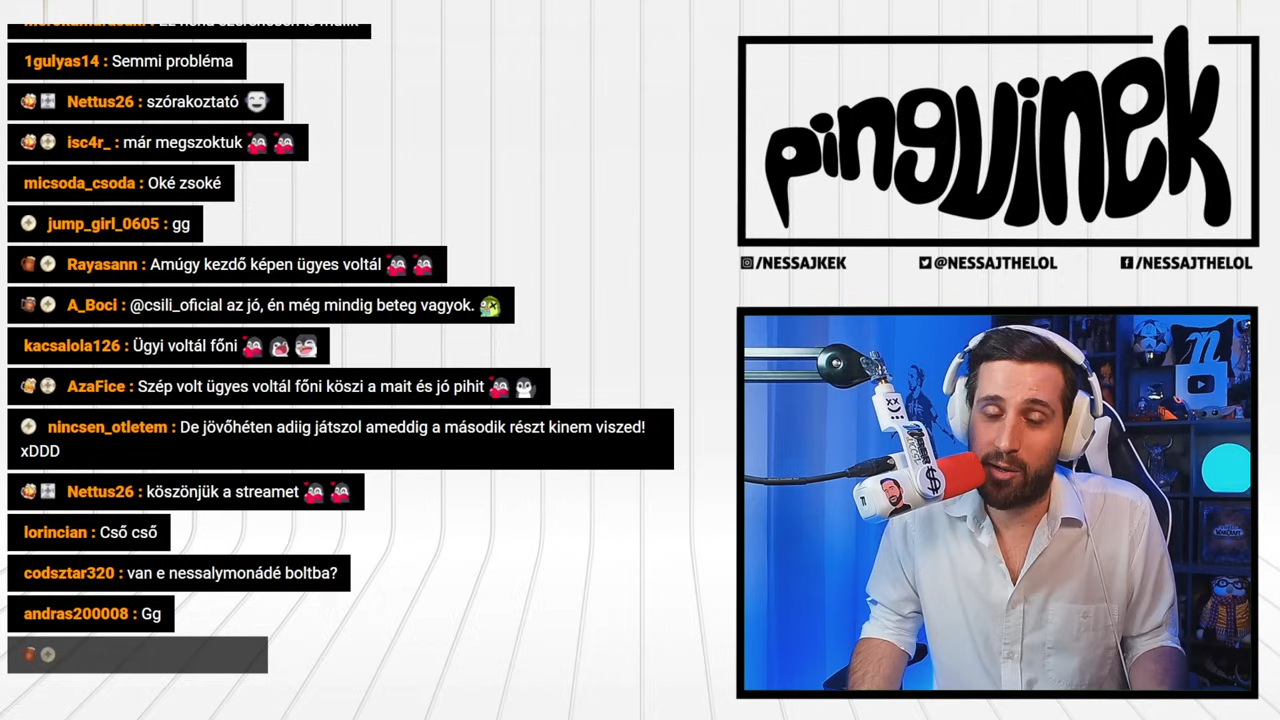 1gulyas14 : Semmi probléma
Nettus26 : szórakoztató
isc4r_ : már megszoktuk
micsoda_csoda : Oké zsoké
jump_girl_0605 : gg
Rayasann : Amúgy kezdő képen ügyes voltál
A_Boci : @csili_oficial az jó, én még mindig beteg vagyok.
kacsalola126 : Ügyi voltál főni
AzaFice : Szép volt ügyes voltál főni köszi a mait és jó pihit
nincsen_otletem : De jövőhéten adiig játszol ameddig a második részt kinem viszed!
xDDD
Nettus26 : köszönjük a streamet
lorincian : Cső cső
codsztar320 : van e nessalymonádé boltba?
andras200008 : Gg
pingvinek
/NESSAJKEK
@NESSAJTHELOL
/NESSAJTHELOL